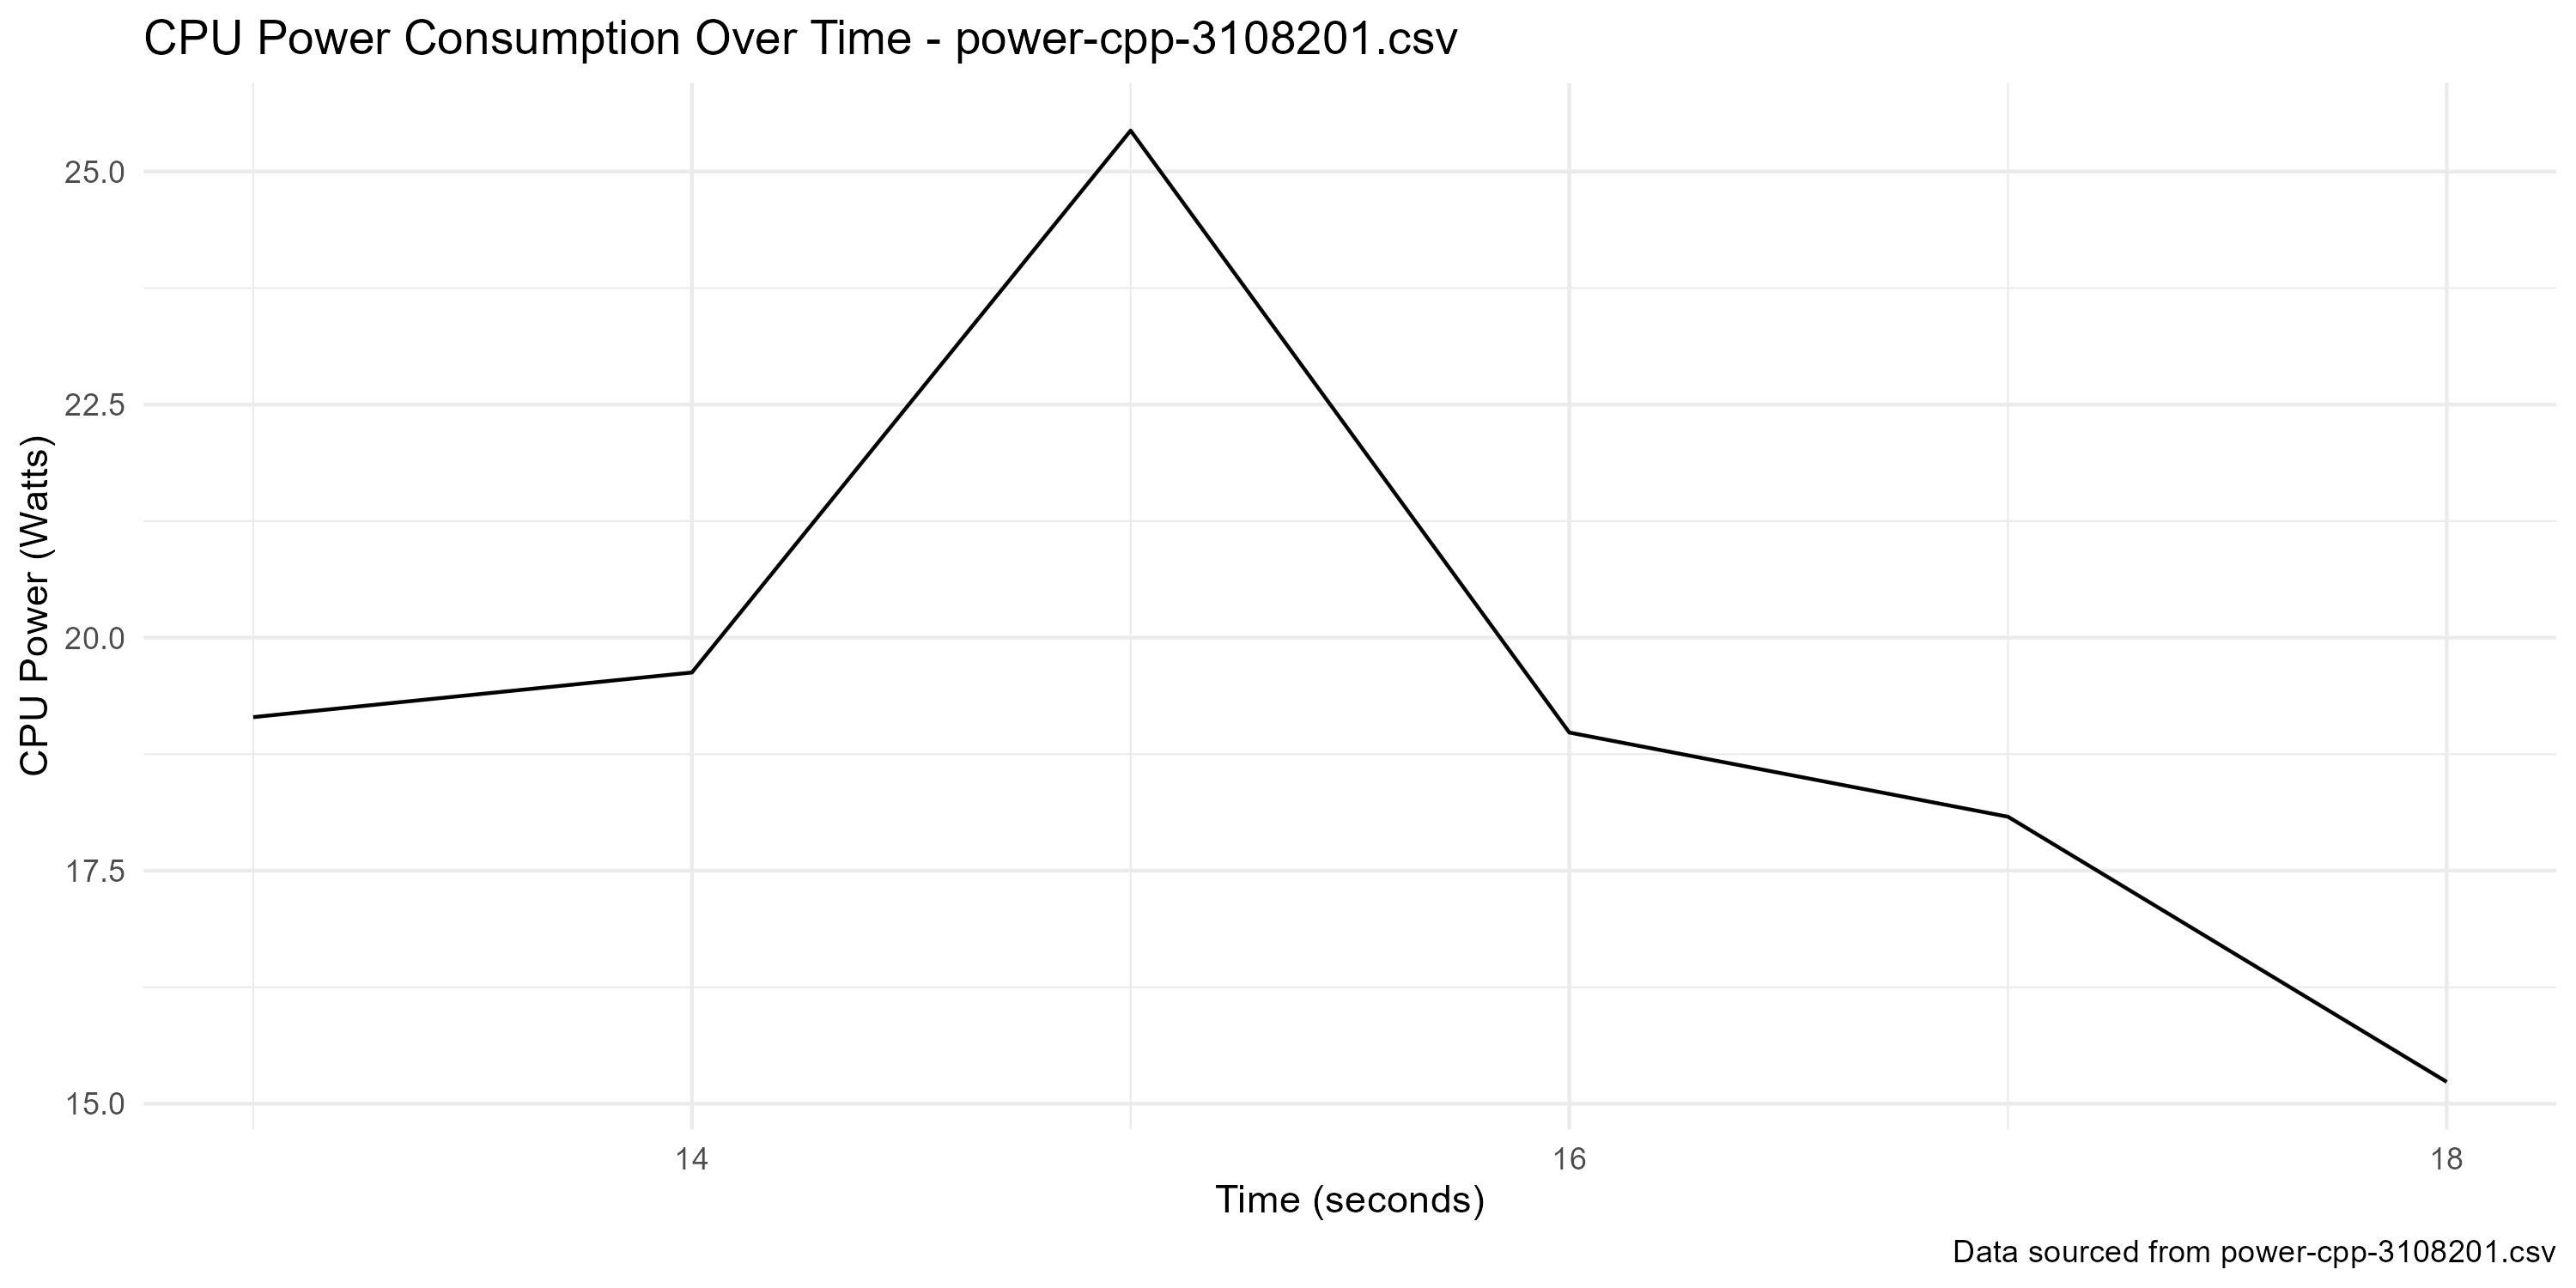 CPU Power Consumption Over Time - power-cpp-3108201.csv
CPU Power (Watts)
25.0
22.5
20.0
17.5
15.0
14
16
18
Time (seconds)
Data sourced from power-cpp-3108201.csv